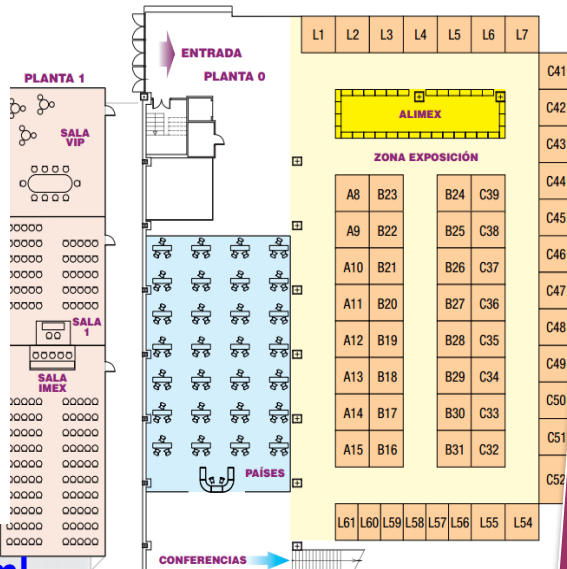 L1 L2 L3 L4 L5 L6 L7
ENTRADA
PLANTA 0
PLANTA 1
SALA
VIP
SALA
1
SALA
IMEX
ALIMEX
ZONA EXPOSICIÓN
A8 B23 B24 C39
A9 B22 B25 C38
A10 B21 B26 C37
A11 B20 B27 C36
A12 B19 B28 C35
A13 B18 B29 C34
A14 B17 B30 C33
A15 B16 B31 C32
C41
C42
C43
C44
C45
C46
C47
C48
C49
C50
C51
C52
PAÍSES
L61 L60 L59 L58 L57 L56 L55 L54
CONFERENCIAS